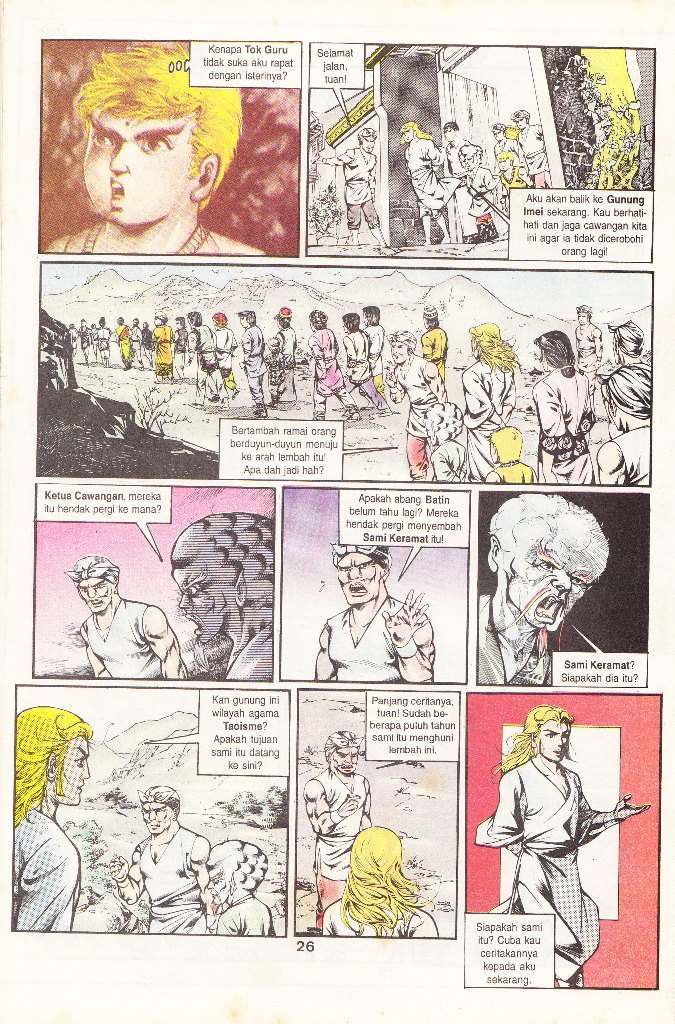 Kenapa Tok Guru
tidak suka aku rapat
dengan isterinya?
Selamat
jalan,
tuan!
Aku akan balik ke Gunung
Imei sekarang. Kau berhati-
hati dan jaga cawangan kita
ini agar ia tidak dicerobohi
orang lagi!
Bertambah ramai orang
berduyun-duyun menuju
ke arah lembah itu!
Apa dah jadi hah?
Ketua Cawangan, mereka
itu hendak pergi ke mana?
Apakah abang Batin
belum tahu lagi? Mereka
hendak pergi menyembah
Sami Keramat itu!
Sami Keramat?
Siapakah dia itu?
Kan gunung ini
wilayah agama
Taoisme?
Apakah tujuan
sami itu datang
ke sini?
Panjang ceritanya,
tuan! Sudah be-
berapa puluh tahun
sami itu menghuni
lembah ini.
Siapakah sami
itu? Cuba kau
ceritakannya
kepada aku
sekarang.
26